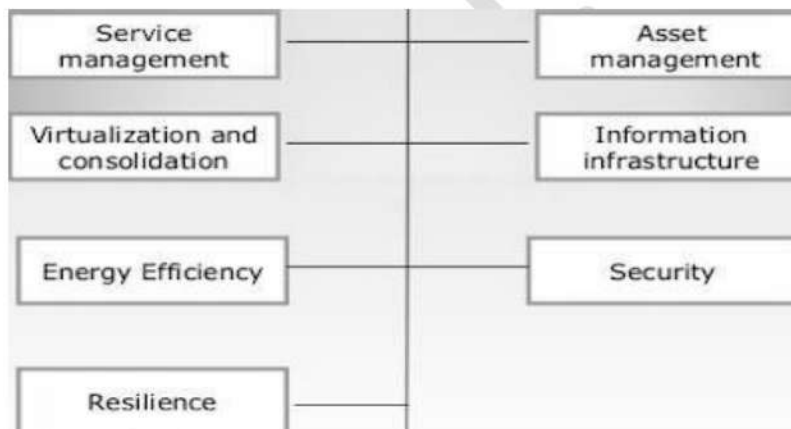 Service
management
Asset
management
Virtualization and
consolidation
Information
infrastructure
Energy Efficiency
Security
Resilience